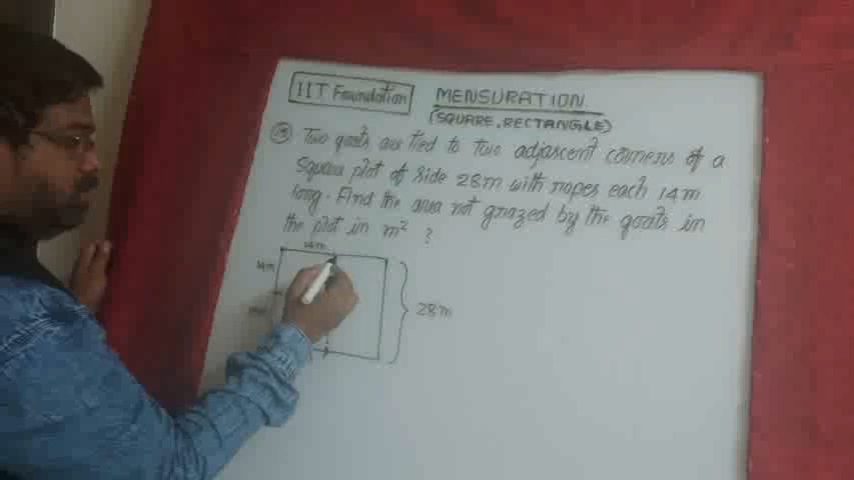 IIT Foundation
MENSURATION
(SQUARE, RECTANGLE)
Two goats are tied to two adjascent corners of a
square plot of side 28m with ropes each 14m
long. Find the area not grazed by the goats in
the plot in m² ?
14m
14m
28m